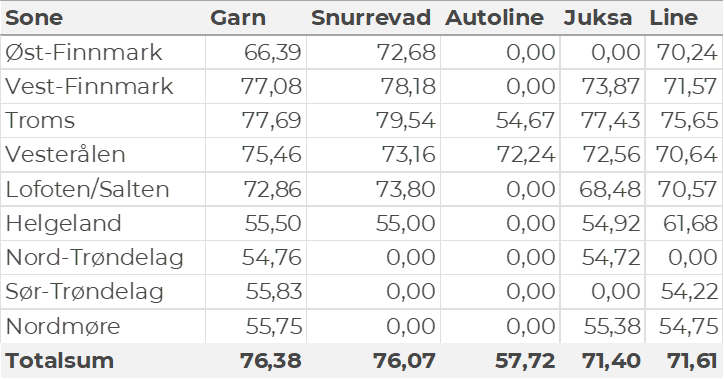 Sone Garn Snurrevad Autoline Juksa Line
Øst-Finnmark 66,39 72,68 0,00 0,00 70,24
Vest-Finnmark 77,08 78,18 0,00 73,87 71,57
Troms 77,69 79,54 54,67 77,43 75,65
Vesterålen 75,46 73,16 72,24 72,56 70,64
Lofoten/Salten 72,86 73,80 0,00 68,48 70,57
Helgeland 55,50 55,00 0,00 54,92 61,68
Nord-Trøndelag 54,76 0,00 0,00 54,72 0,00
Sør-Trøndelag 55,83 0,00 0,00 0,00 54,22
Nordmøre 55,75 0,00 0,00 55,38 54,75
Totalsum 76,38 76,07 57,72 71,40 71,61